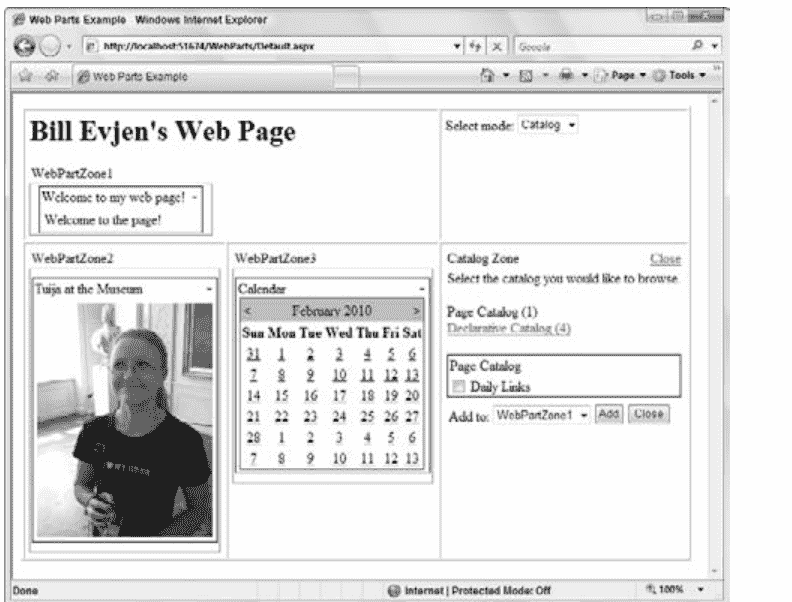 Web Parts Example - Windows Internet Explorer
http://localhost:51674/WebParts/Default.aspx
Google
Web Parts Example
Page
Tools
Bill Evjen's Web Page
Select mode: Catalog
WebPartZone1
Welcome to my web page!
Welcome to the page!
WebPartZone2
WebPartZone3
Catalog Zone Close
Select the catalog you would like to browse.
Tuija at the Museum
Calendar
< February 2010 >
Sun Mon Tue Wed Thu Fri Sat
31 1 2 3 4 5 6
7 8 9 10 11 12 13
14 15 16 17 18 19 20
21 22 23 24 25 26 27
28 1 2 3 4 5 6
7 8 9 10 11 12 13
Page Catalog (1)
Declarative Catalog (4)
Page Catalog
Daily Links
Add to: WebPartZone1 Add Close
Done
Internet | Protected Mode: Off
100%